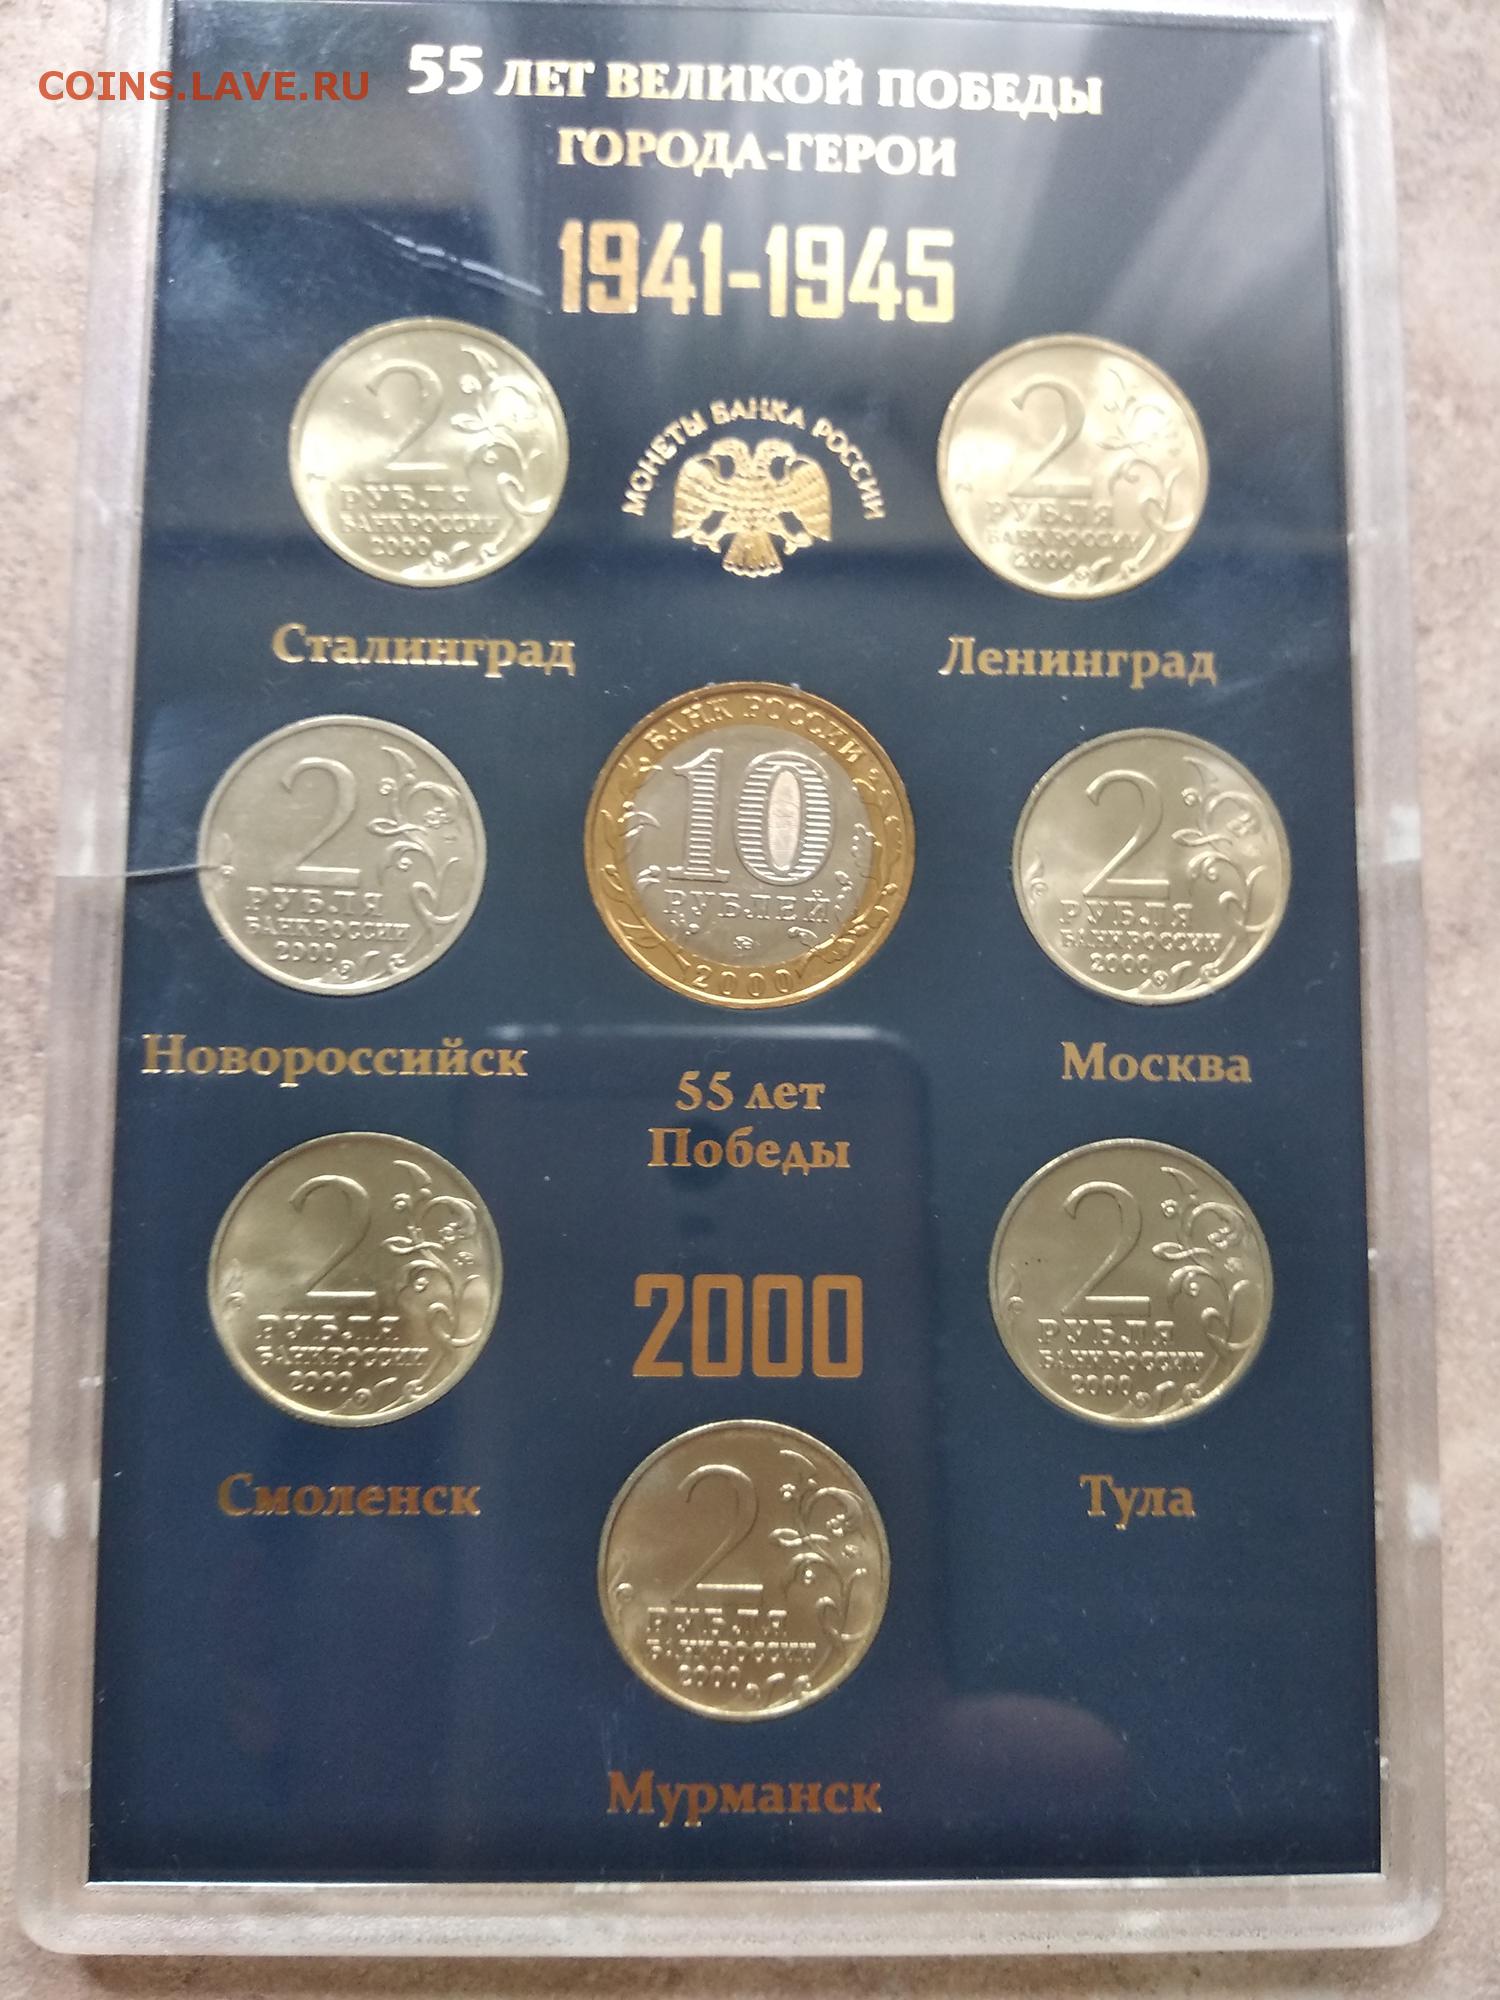 COINS.LAVE.RU
55 ЛЕТ ВЕЛИКОЙ ПОБЕДЫ
ГОРОДА-ГЕРОИ
1941-1945
МОНЕТЫ БАНКА РОССИИ
2
РУБЛЯ
БАНК РОССИИ
2000
Сталинград
2
РУБЛЯ
БАНК РОССИИ
2000
Ленинград
2
РУБЛЯ
БАНК РОССИИ
2000
Новороссийск
БАНК РОССИИ
10
РУБЛЕЙ
2000
55 лет
Победы
2000
2
РУБЛЯ
БАНК РОССИИ
2000
Москва
2
РУБЛЯ
БАНК РОССИИ
2000
Смоленск
2
РУБЛЯ
БАНК РОССИИ
2000
Тула
2
РУБЛЯ
БАНК РОССИИ
2000
Мурманск